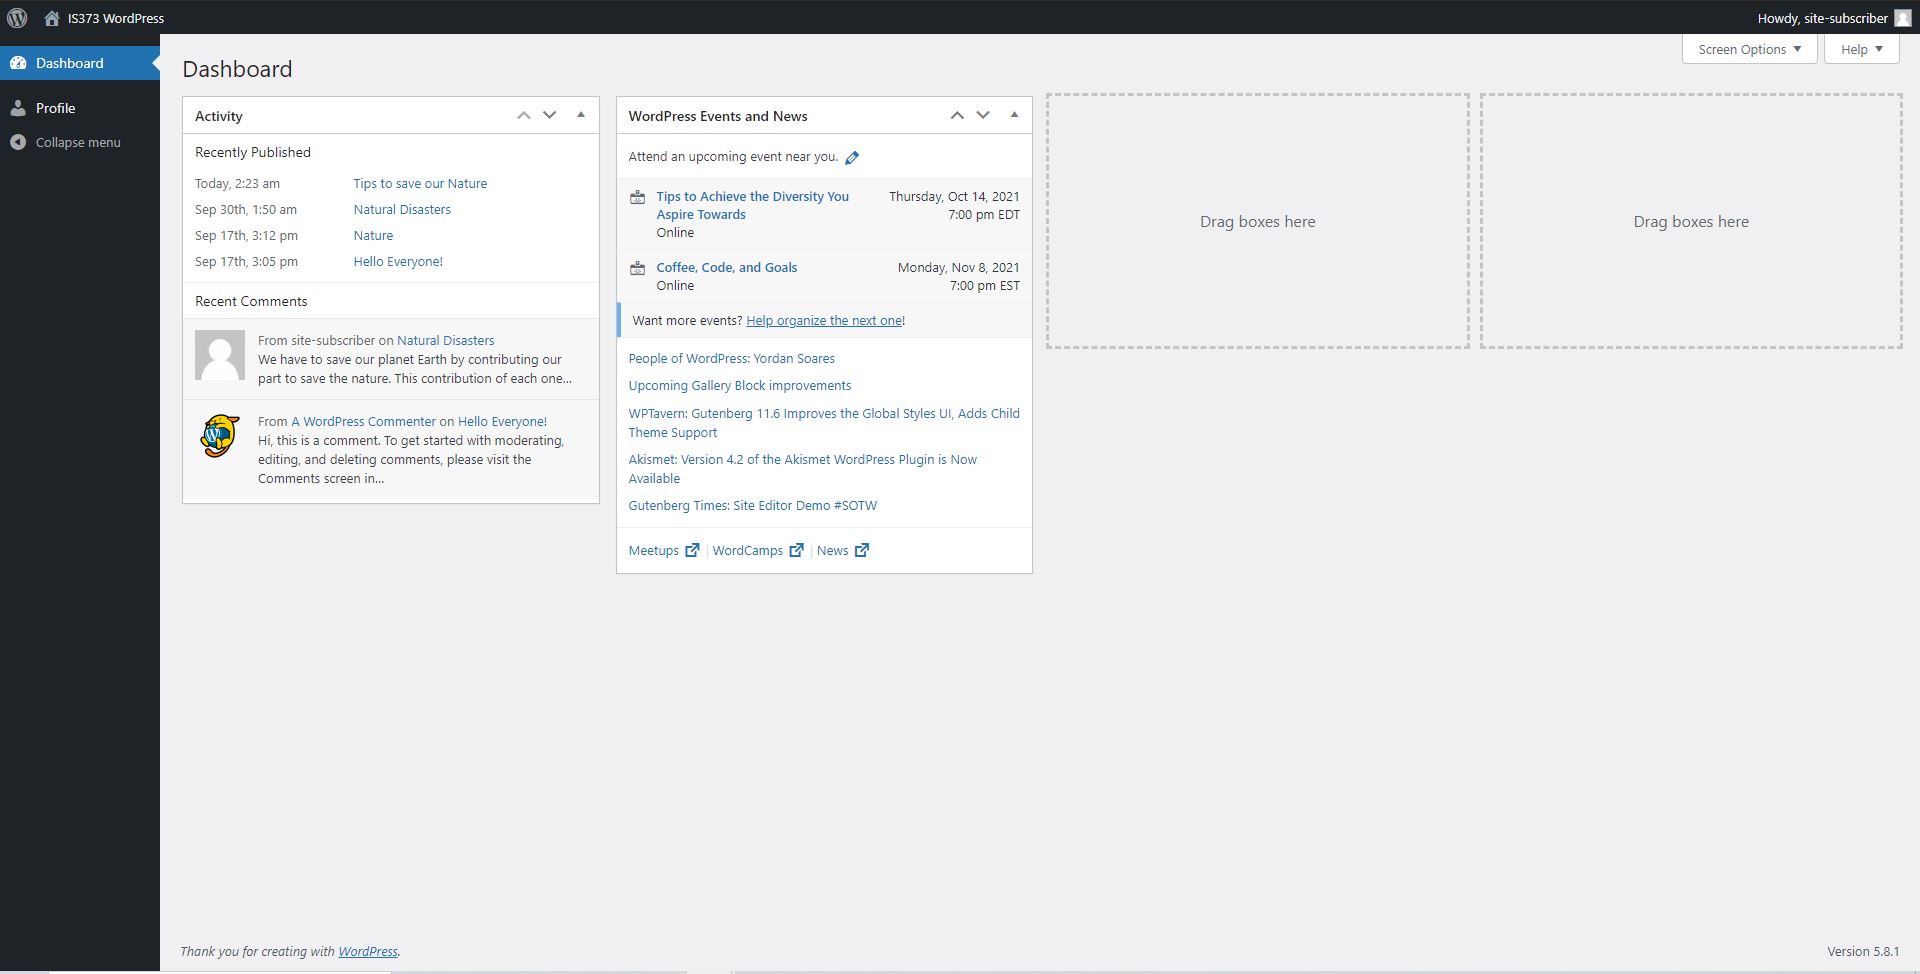 IS373 WordPress
Howdy, site-subscriber
Dashboard
Profile
Collapse menu
Screen Options
Help
Dashboard
Activity
Recently Published
Today, 2:23 am Tips to save our Nature
Sep 30th, 1:50 am Natural Disasters
Sep 17th, 3:12 pm Nature
Sep 17th, 3:05 pm Hello Everyone!
Recent Comments
From site-subscriber on Natural Disasters
We have to save our planet Earth by contributing our
part to save the nature. This contribution of each one...
From A WordPress Commenter on Hello Everyone!
Hi, this is a comment. To get started with moderating,
editing, and deleting comments, please visit the
Comments screen in...
WordPress Events and News
Attend an upcoming event near you.
Tips to Achieve the Diversity You Thursday, Oct 14, 2021
Aspire Towards 7:00 pm EDT
Online
Coffee, Code, and Goals Monday, Nov 8, 2021
Online 7:00 pm EST
Want more events? Help organize the next one!
People of WordPress: Yordan Soares
Upcoming Gallery Block improvements
WPTavern: Gutenberg 11.6 Improves the Global Styles UI, Adds Child
Theme Support
Akismet: Version 4.2 of the Akismet WordPress Plugin is Now
Available
Gutenberg Times: Site Editor Demo #SOTW
Meetups | WordCamps | News
Drag boxes here
Drag boxes here
Thank you for creating with WordPress.
Version 5.8.1